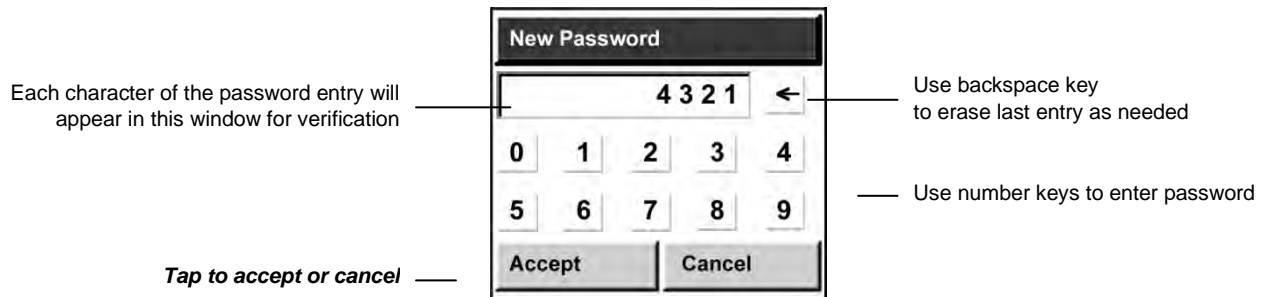 New Password
Each character of the password entry will
appear in this window for verification
4 3 2 1 ←
Use backspace key
to erase last entry as needed
0 1 2 3 4
Use number keys to enter password
5 6 7 8 9
Tap to accept or cancel
Accept Cancel